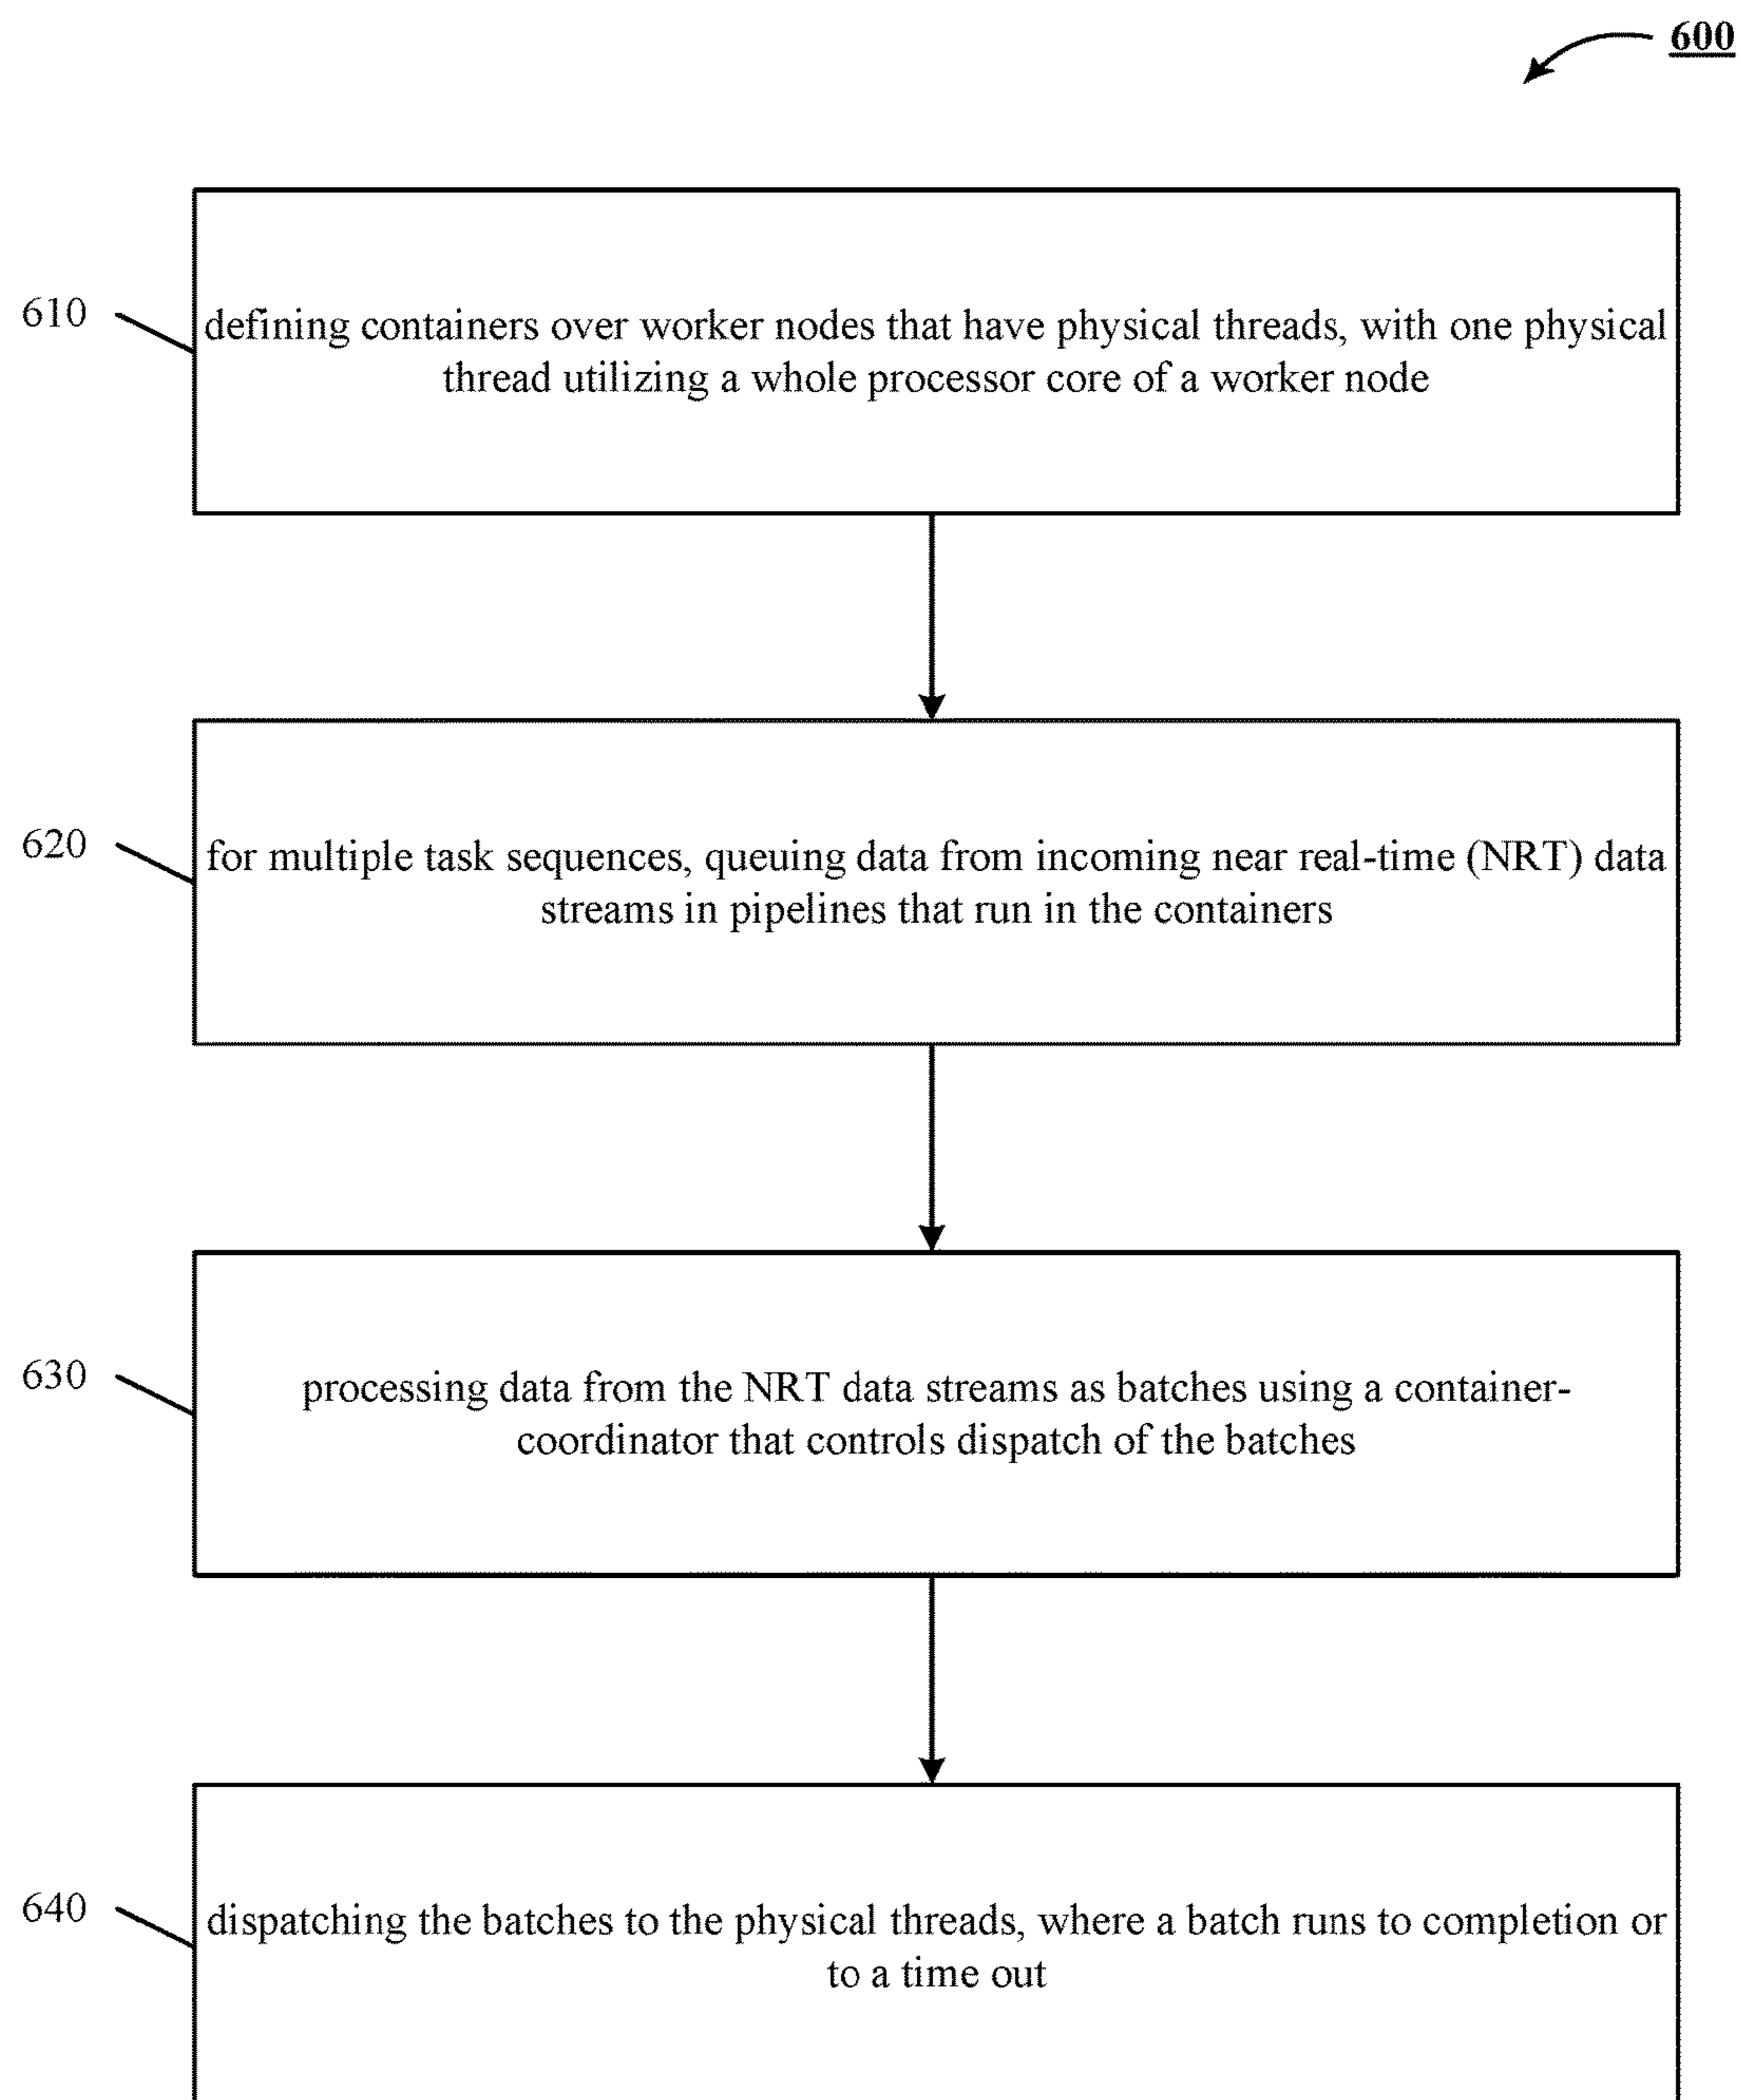 600
610
defining containers over worker nodes that have physical threads, with one physical
thread utilizing a whole processor core of a worker node
620
for multiple task sequences, queuing data from incoming near real-time (NRT) data
streams in pipelines that run in the containers
630
processing data from the NRT data streams as batches using a container-
coordinator that controls dispatch of the batches
640
dispatching the batches to the physical threads, where a batch runs to completion or
to a time out